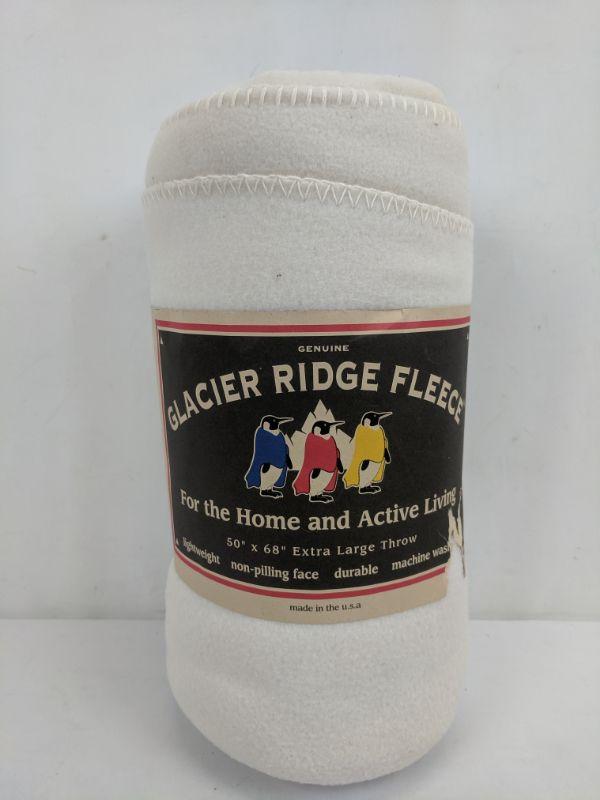 GENUINE
GLACIER RIDGE FLEECE
For the Home and Active Living
50" x 68" Extra Large Throw
lightweight non-pilling face durable machine wash
made in the u.s.a